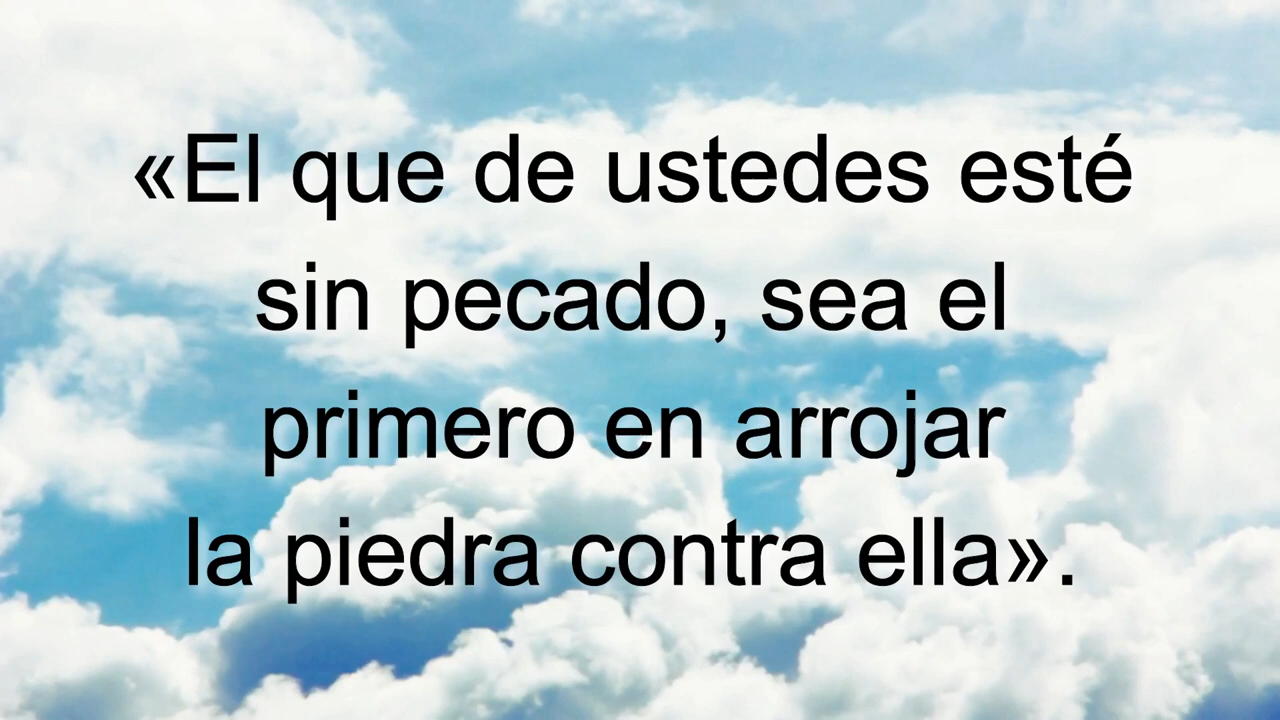 «El que de ustedes esté
sin pecado, sea el
primero en arrojar
la piedra contra ella».